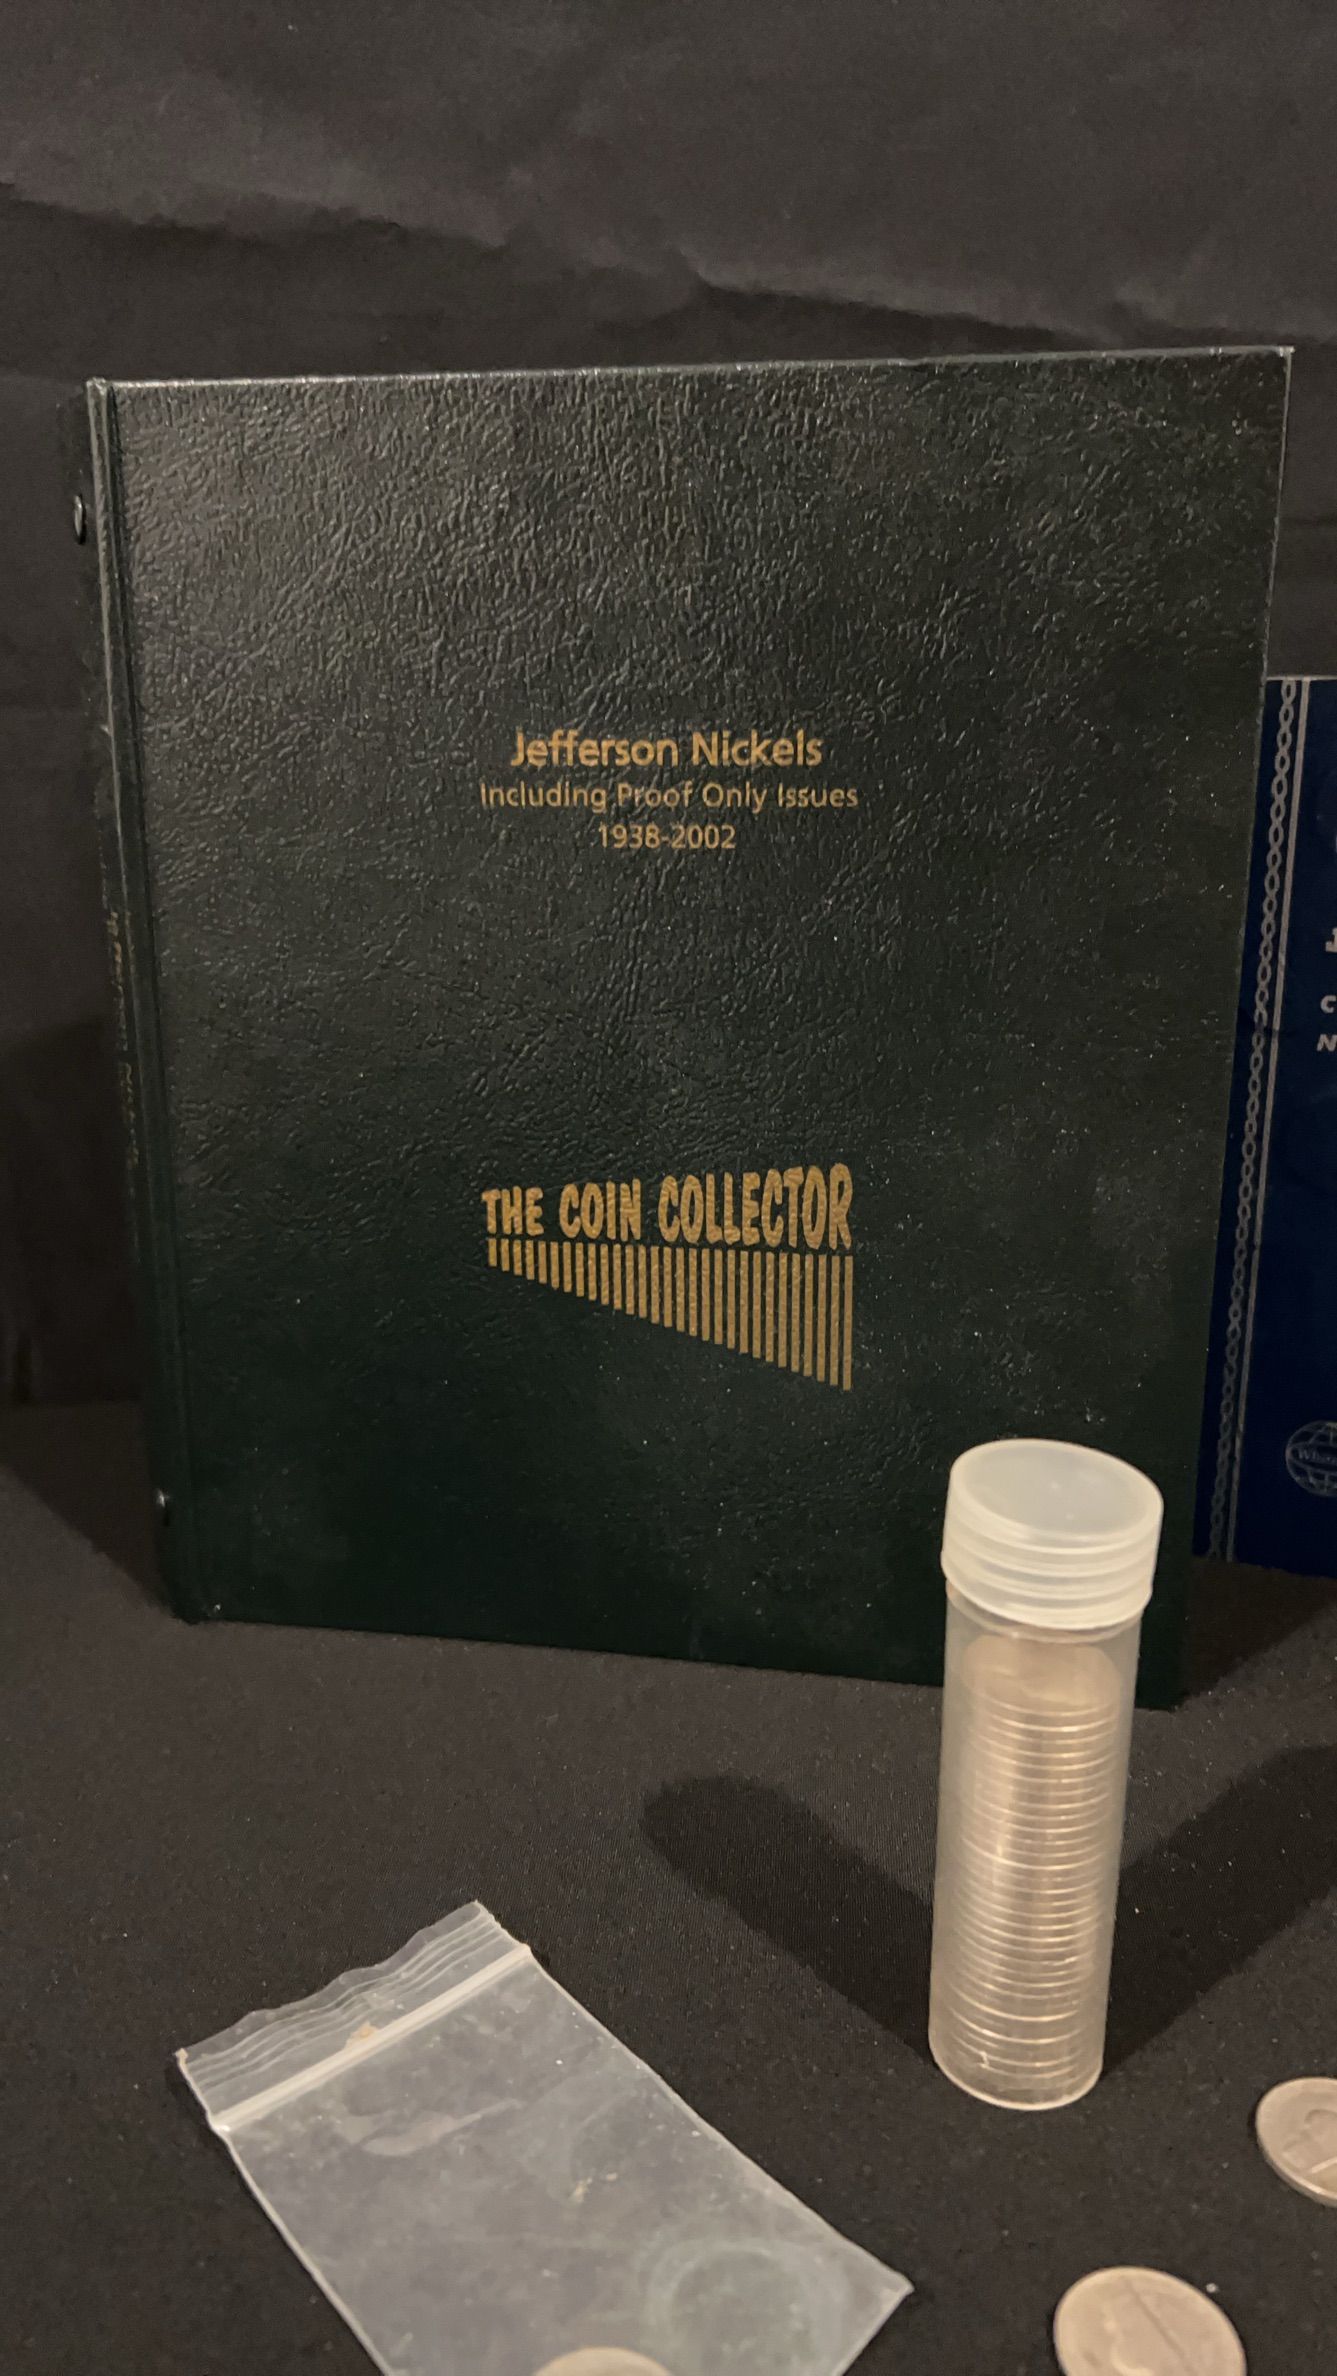 Jefferson Nickels
Including Proof Only Issues
1938-2002
THE COIN COLLECTOR